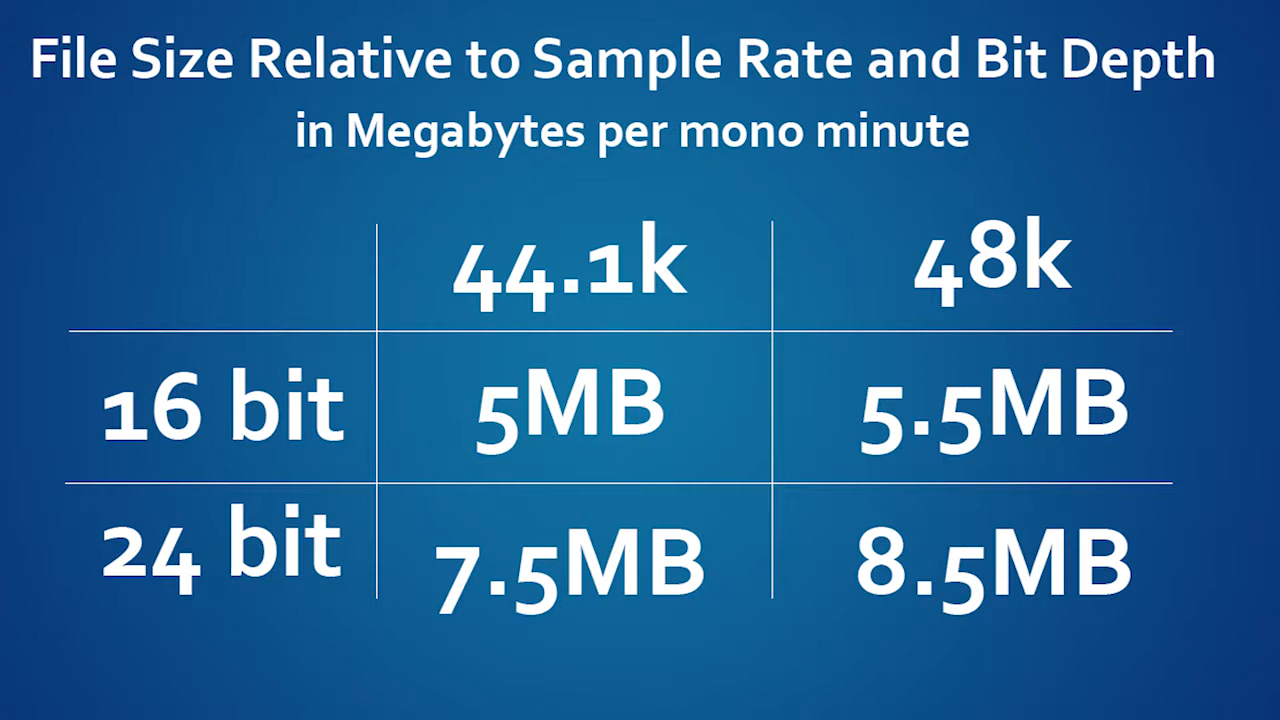 File Size Relative to Sample Rate and Bit Depth
in Megabytes per mono minute
44.1k 48k
16 bit 5MB 5.5MB
24 bit 7.5MB 8.5MB